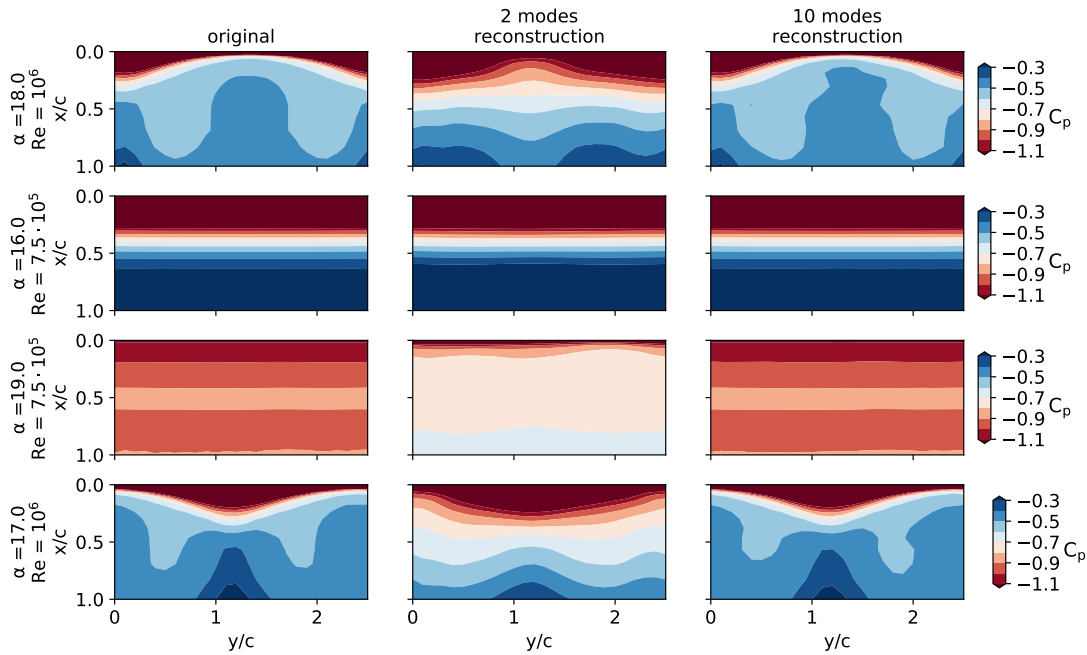 original
2 modes
reconstruction
10 modes
reconstruction
α =18.0
Re = 10⁶
x/c
0.0
0.5
1.0
−0.3
−0.5
−0.7
−0.9
−1.1
Cₚ
α =16.0
Re = 7.5 · 10⁵
x/c
0.0
0.5
1.0
−0.3
−0.5
−0.7
−0.9
−1.1
Cₚ
α =19.0
Re = 7.5 · 10⁵
x/c
0.0
0.5
1.0
−0.3
−0.5
−0.7
−0.9
−1.1
Cₚ
α =17.0
Re = 10⁶
x/c
0.0
0.5
1.0
−0.3
−0.5
−0.7
−0.9
−1.1
Cₚ
0 1 2 0 1 2 0 1 2
y/c y/c y/c